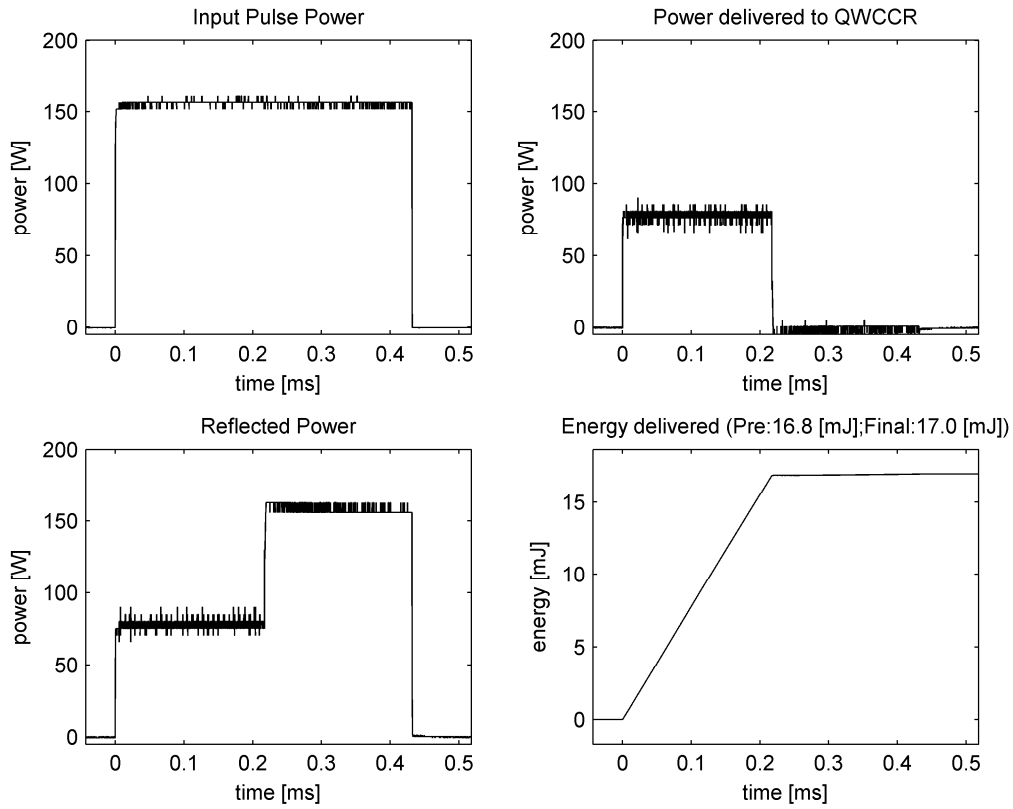 Input Pulse Power
200
150
100
50
0
power [W]
0 0.1 0.2 0.3 0.4 0.5
time [ms]
Power delivered to QWCCR
200
150
100
50
0
power [W]
0 0.1 0.2 0.3 0.4 0.5
time [ms]
Reflected Power
200
150
100
50
0
power [W]
0 0.1 0.2 0.3 0.4 0.5
time [ms]
Energy delivered (Pre:16.8 [mJ];Final:17.0 [mJ])
15
10
5
0
energy [mJ]
0 0.1 0.2 0.3 0.4 0.5
time [ms]